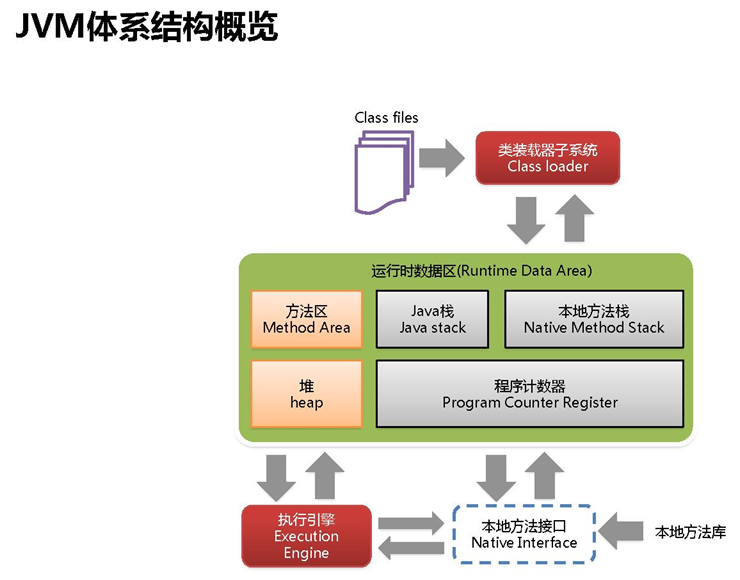 JVM体系结构概览
Class files
类装载器子系统
Class loader
运行时数据区(Runtime Data Area)
方法区
Method Area
Java栈
Java stack
本地方法栈
Native Method Stack
堆
heap
程序计数器
Program Counter Register
执行引擎
Execution
Engine
本地方法接口
Native Interface
本地方法库